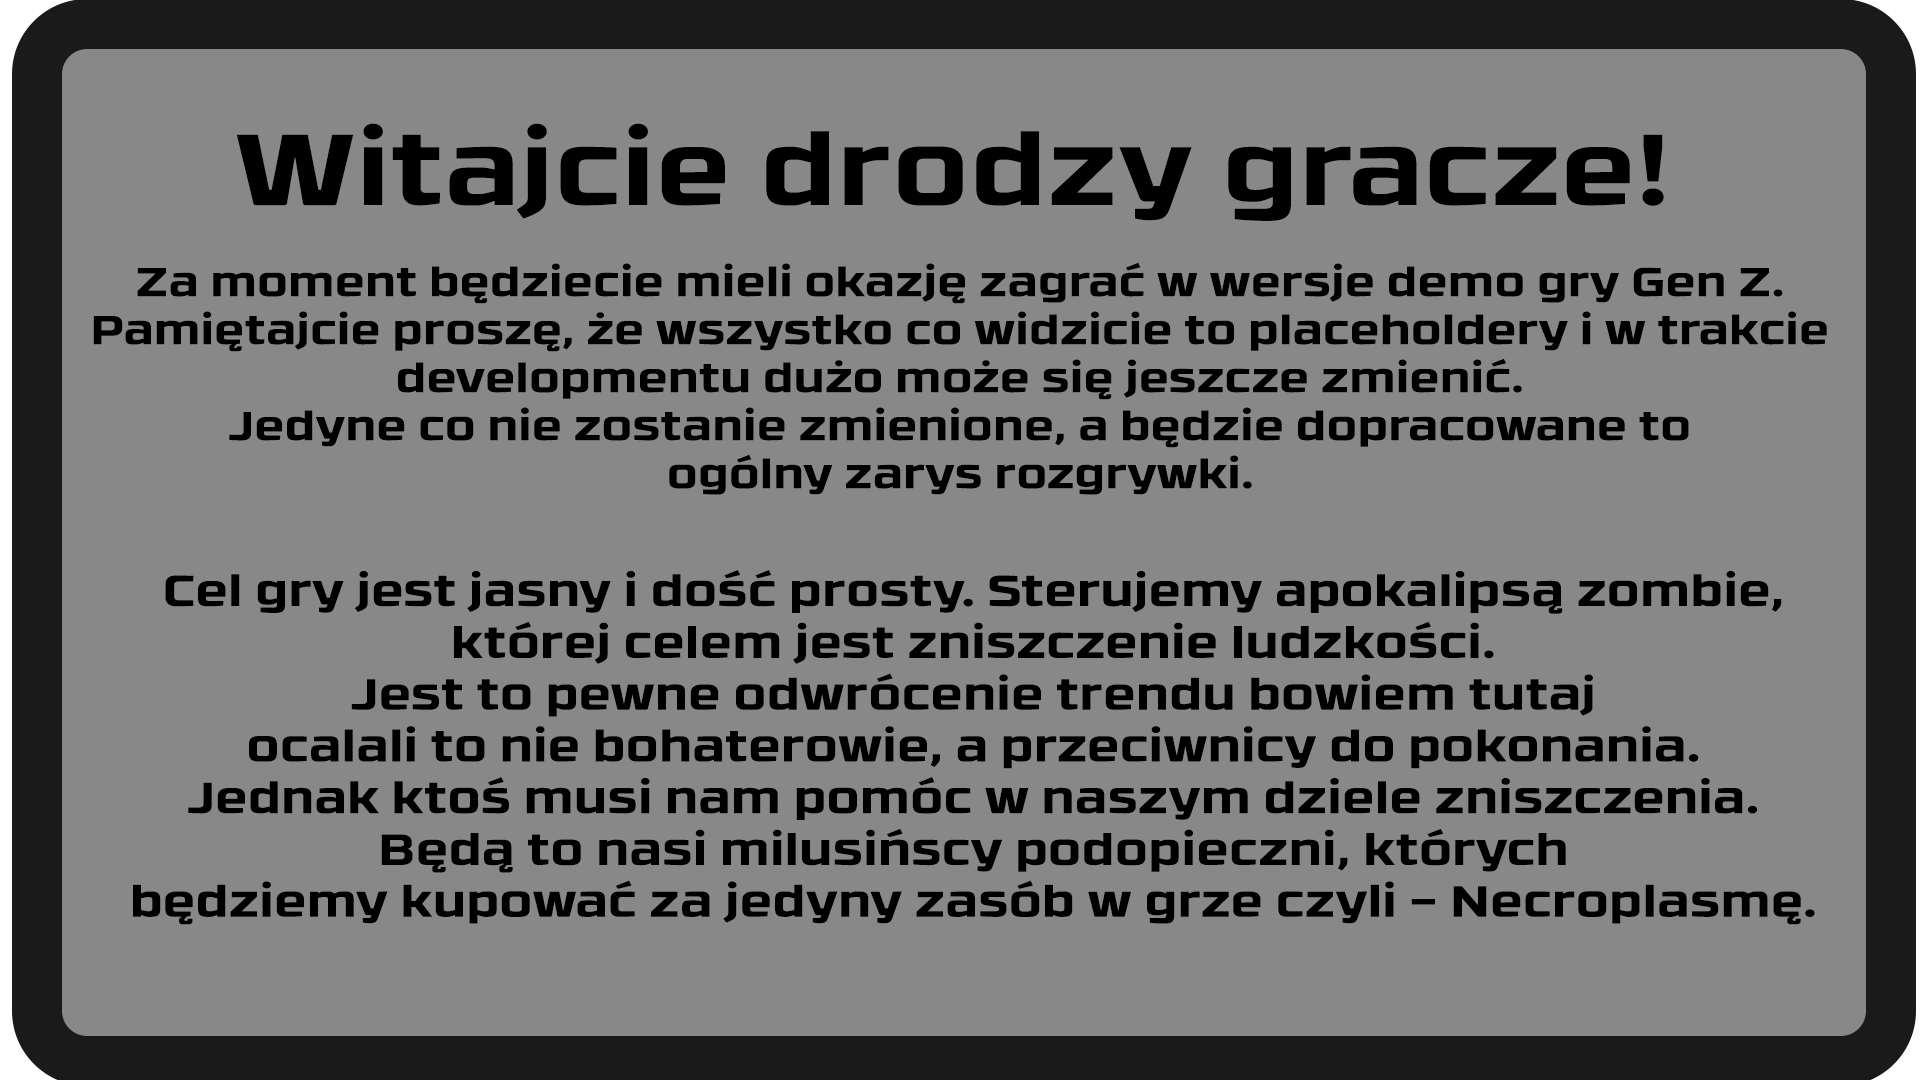 Witajcie drodzy gracze!
Za moment będziecie mieli okazję zagrać w wersje demo gry Gen Z.
Pamiętajcie proszę, że wszystko co widzicie to placeholdery i w trakcie
developmentu dużo może się jeszcze zmienić.
Jedyne co nie zostanie zmienione, a będzie dopracowane to
ogólny zarys rozgrywki.
Cel gry jest jasny i dość prosty. Sterujemy apokalipsą zombie,
której celem jest zniszczenie ludzkości.
Jest to pewne odwrócenie trendu bowiem tutaj
ocalali to nie bohaterowie, a przeciwnicy do pokonania.
Jednak ktoś musi nam pomóc w naszym dziele zniszczenia.
Będą to nasi milusińscy podopieczni, których
będziemy kupować za jedyny zasób w grze czyli – Necroplasmę.